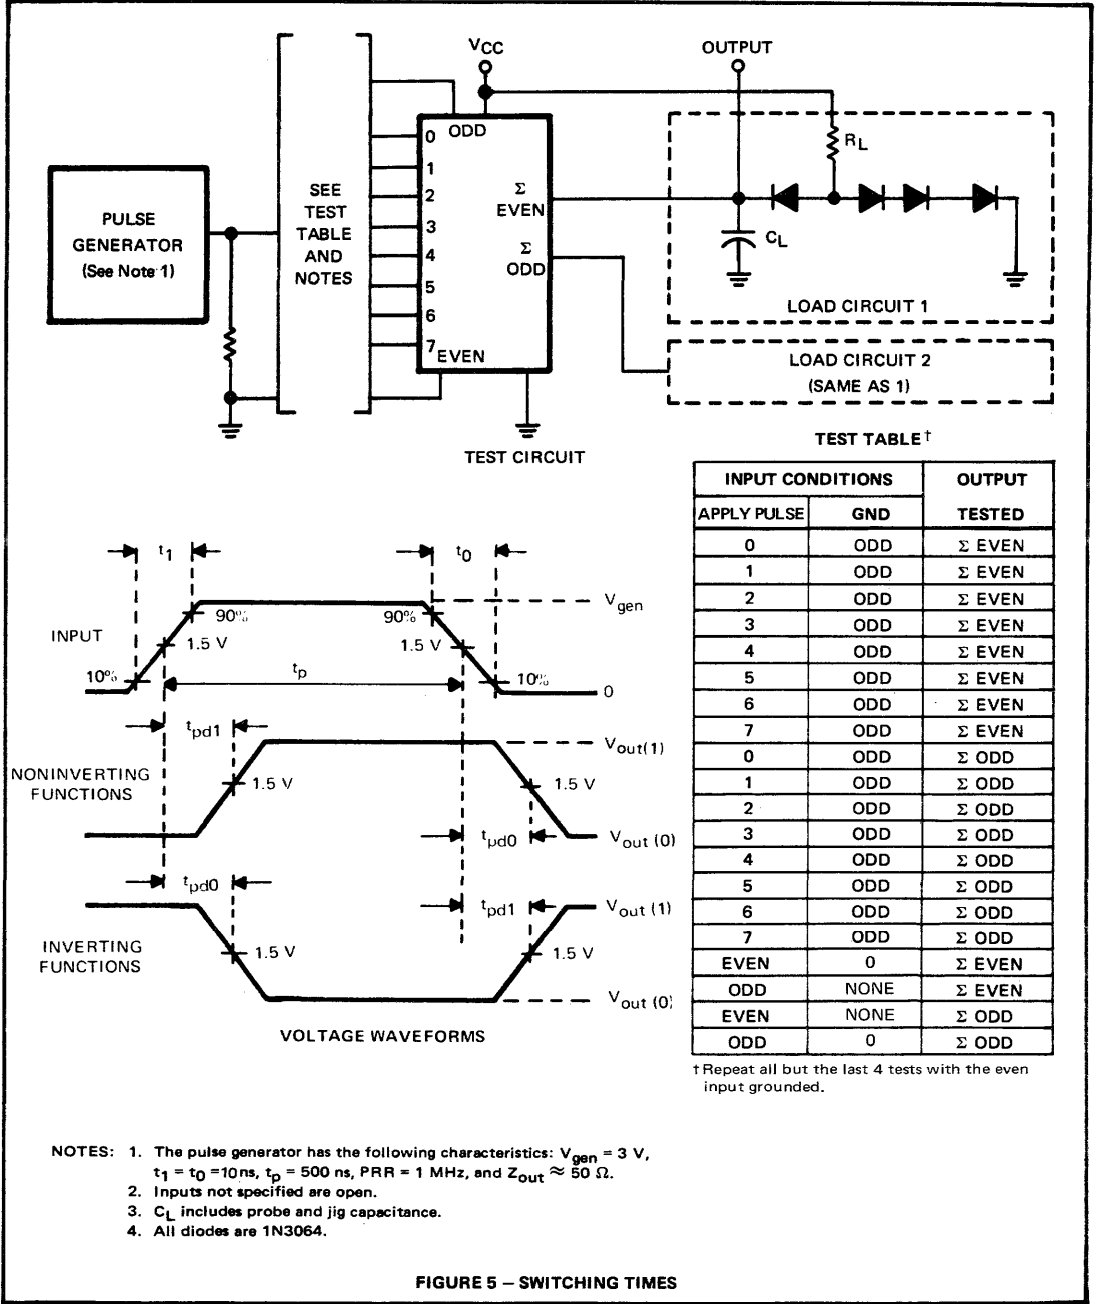 VCC
OUTPUT
ODD
0
1
2
3
4
5
6
7
EVEN
Σ
EVEN
Σ
ODD
PULSE
GENERATOR
(See Note 1)
SEE
TEST
TABLE
AND
NOTES
RL
CL
LOAD CIRCUIT 1
LOAD CIRCUIT 2
(SAME AS 1)
TEST CIRCUIT
TEST TABLE†
INPUT CONDITIONS OUTPUT
APPLY PULSE GND TESTED
0 ODD Σ EVEN
1 ODD Σ EVEN
2 ODD Σ EVEN
3 ODD Σ EVEN
4 ODD Σ EVEN
5 ODD Σ EVEN
6 ODD Σ EVEN
7 ODD Σ EVEN
0 ODD Σ ODD
1 ODD Σ ODD
2 ODD Σ ODD
3 ODD Σ ODD
4 ODD Σ ODD
5 ODD Σ ODD
6 ODD Σ ODD
7 ODD Σ ODD
EVEN 0 Σ EVEN
ODD NONE Σ EVEN
EVEN NONE Σ ODD
ODD 0 Σ ODD
† Repeat all but the last 4 tests with the even
input grounded.
t1 t0
Vgen
90% 90%
INPUT 1.5 V 1.5 V
10% tp 10% 0
tpd1 Vout(1)
NONINVERTING
FUNCTIONS
1.5 V 1.5 V
tpd0 Vout (0)
tpd0 tpd1 Vout (1)
INVERTING
FUNCTIONS
1.5 V 1.5 V
Vout (0)
VOLTAGE WAVEFORMS
NOTES: 1. The pulse generator has the following characteristics: Vgen = 3 V,
t1 = t0 =10ns, tp = 500 ns, PRR = 1 MHz, and Zout ≈ 50 Ω.
2. Inputs not specified are open.
3. CL includes probe and jig capacitance.
4. All diodes are 1N3064.
FIGURE 5 – SWITCHING TIMES